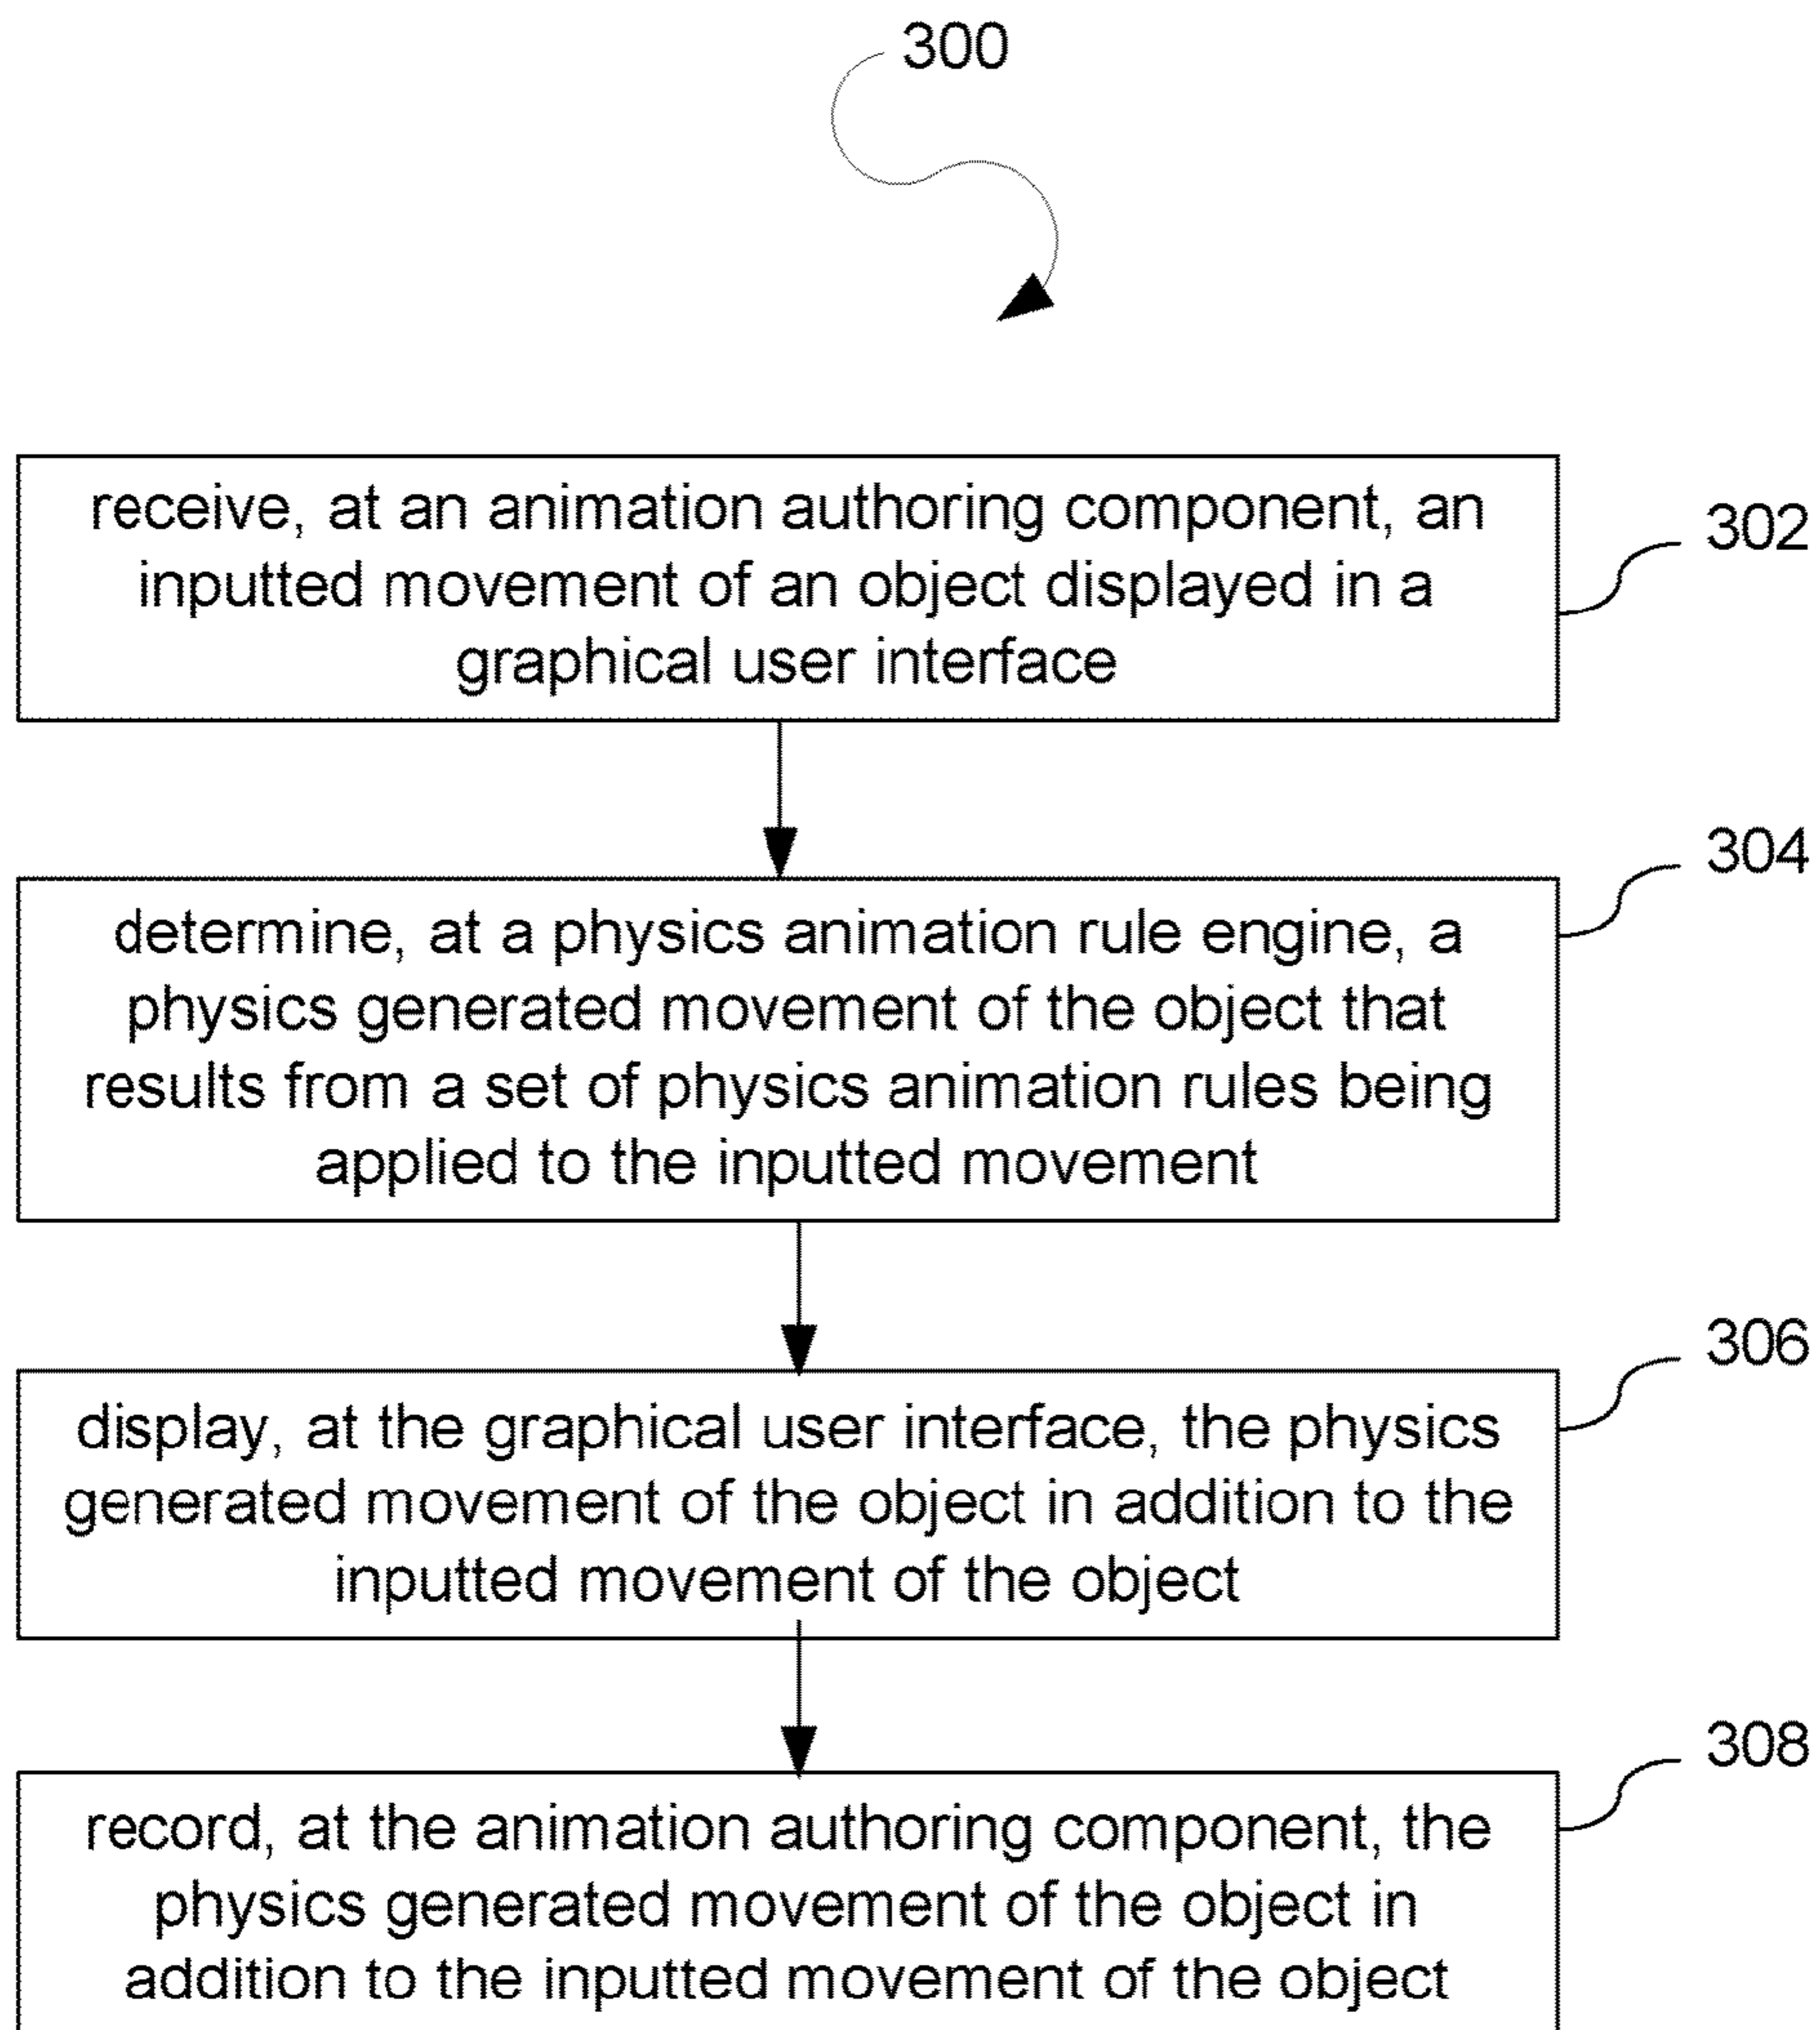 300
receive, at an animation authoring component, an
inputted movement of an object displayed in a
graphical user interface
302
determine, at a physics animation rule engine, a
physics generated movement of the object that
results from a set of physics animation rules being
applied to the inputted movement
304
display, at the graphical user interface, the physics
generated movement of the object in addition to the
inputted movement of the object
306
record, at the animation authoring component, the
physics generated movement of the object in
addition to the inputted movement of the object
308